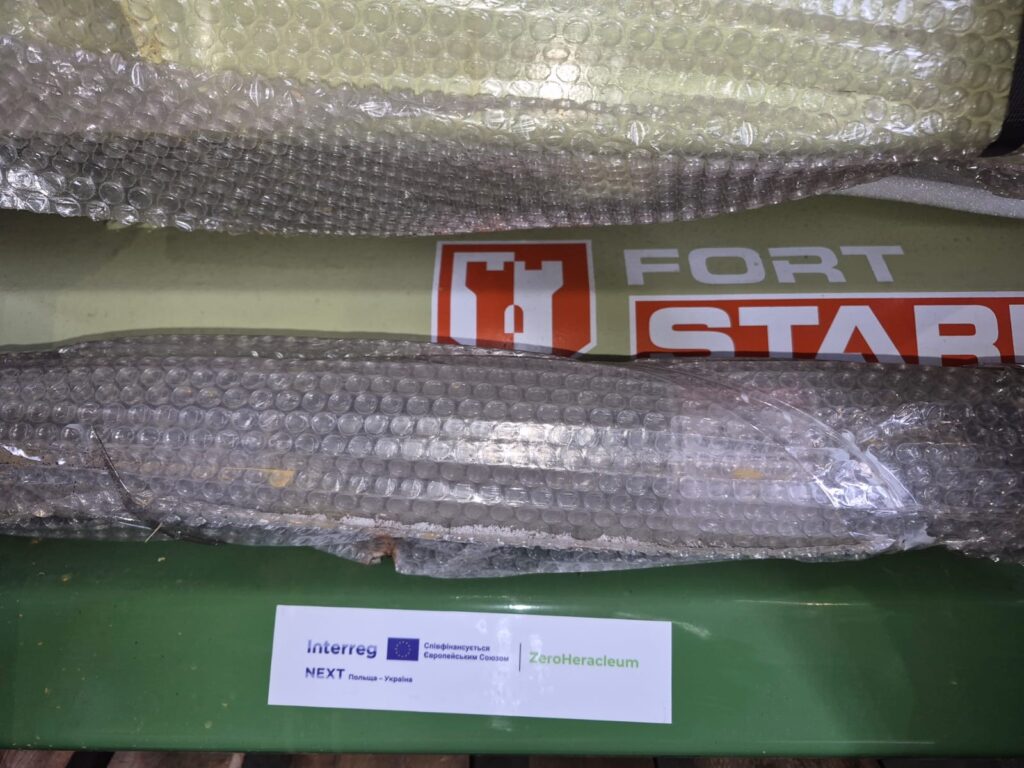 FORT
Interreg
Співфінансується
Європейським Союзом
NEXT Польща – Україна
ZeroHeracleum